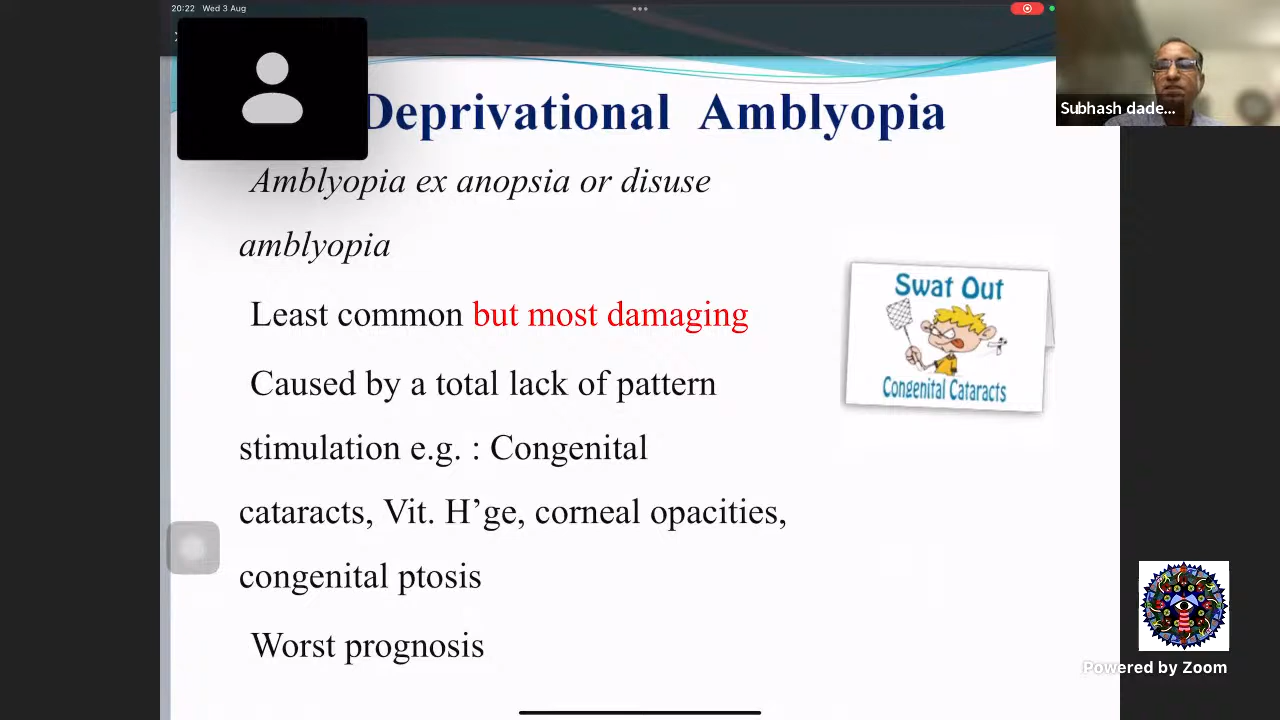 20:22 Wed 3 Aug
Deprivational Amblyopia
Amblyopia ex anopsia or disuse
amblyopia
Least common but most damaging
Caused by a total lack of pattern
stimulation e.g. : Congenital
cataracts, Vit. H’ge, corneal opacities,
congenital ptosis
Worst prognosis
Swat Out
Congenital Cataracts
Subhash dade...
Powered by Zoom